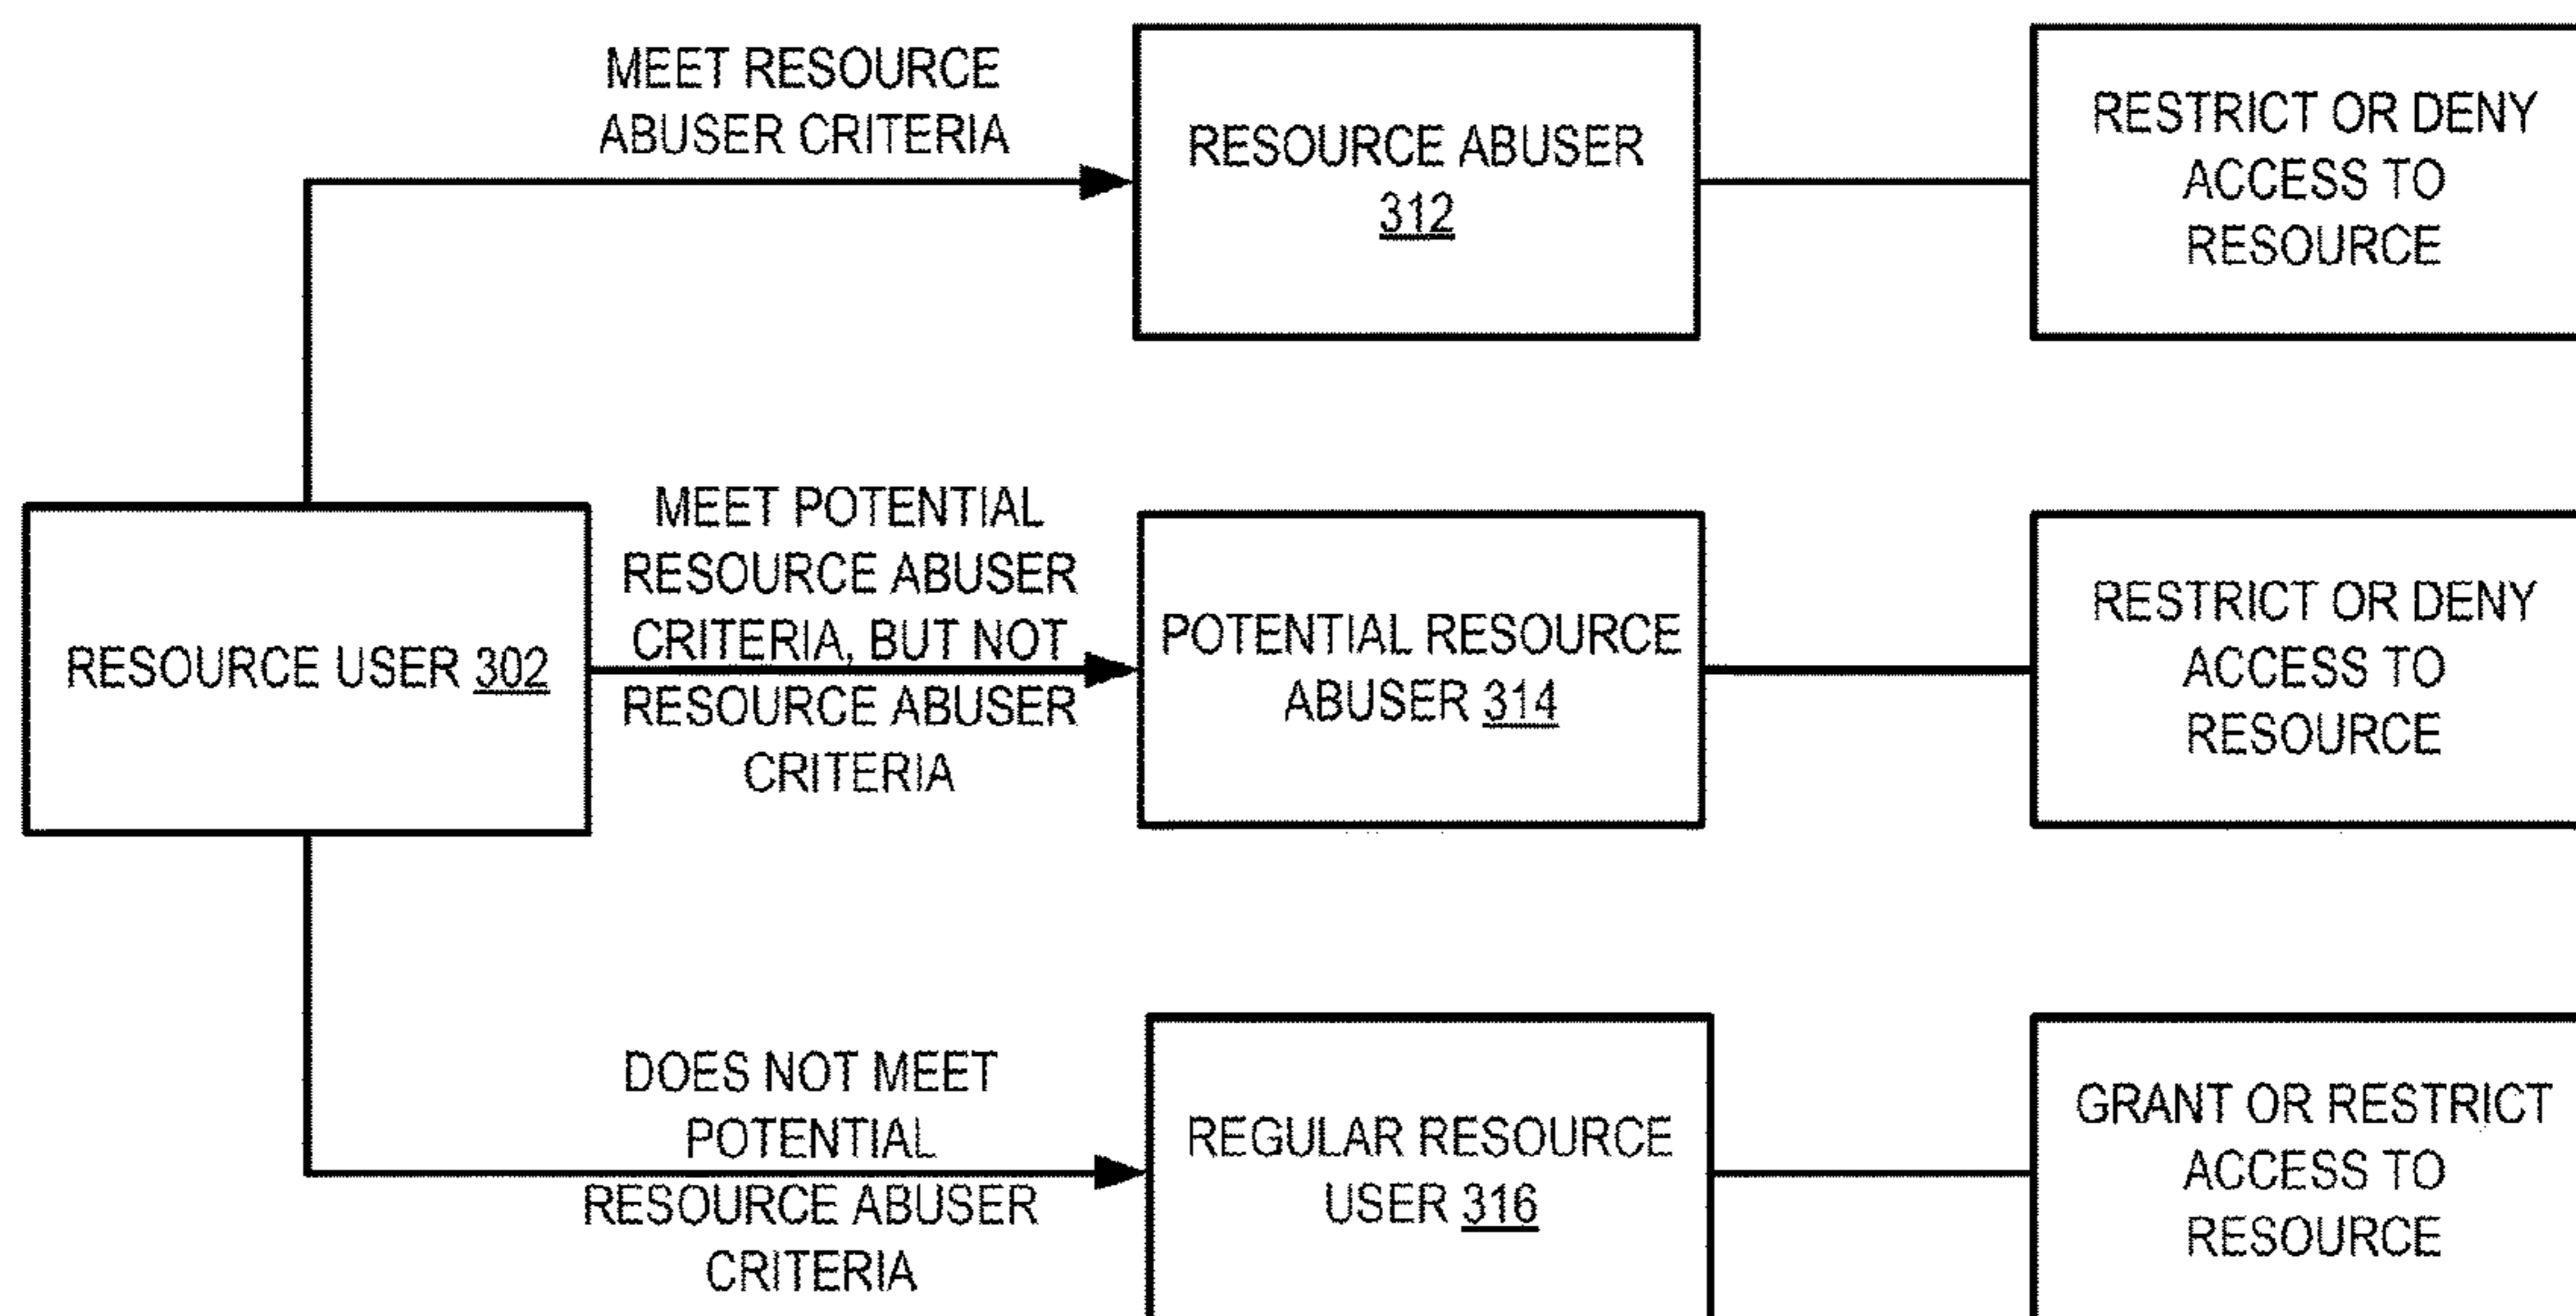 MEET RESOURCE
ABUSER CRITERIA
RESOURCE ABUSER
312
RESTRICT OR DENY
ACCESS TO
RESOURCE
RESOURCE USER 302
MEET POTENTIAL
RESOURCE ABUSER
CRITERIA, BUT NOT
RESOURCE ABUSER
CRITERIA
POTENTIAL RESOURCE
ABUSER 314
RESTRICT OR DENY
ACCESS TO
RESOURCE
DOES NOT MEET
POTENTIAL
RESOURCE ABUSER
CRITERIA
REGULAR RESOURCE
USER 316
GRANT OR RESTRICT
ACCESS TO
RESOURCE